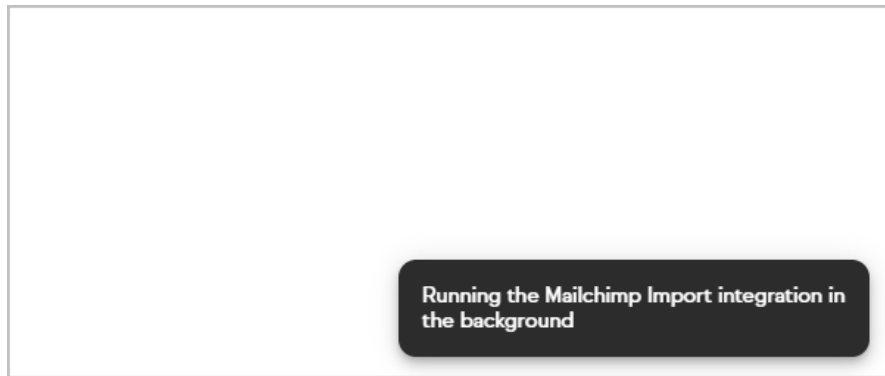 Running the Mailchimp Import integration in
the background